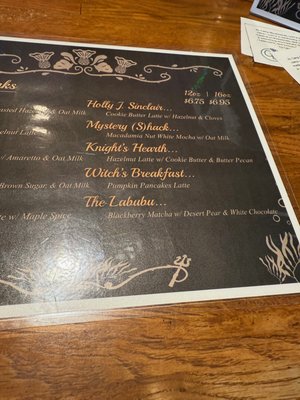 ks
Holly J. Sinclair...
12oz | 16oz
$6.75 $6.95
asted Hazelnut & Oat Milk
Cookie Butter Latte w/ Hazelnut & Cloves
Mystery (S)hack...
elnut Latte
Macadamia Nut White Mocha w/ Oat Milk
Knight's Hearth...
w/ Amaretto & Oat Milk
Hazelnut Latte w/ Cookie Butter & Butter Pecan
Witch's Breakfast...
Brown Sugar & Oat Milk
Pumpkin Pancakes Latte
The Labubu...
e w/ Maple Spice
Blackberry Matcha w/ Desert Pear & White Chocolate